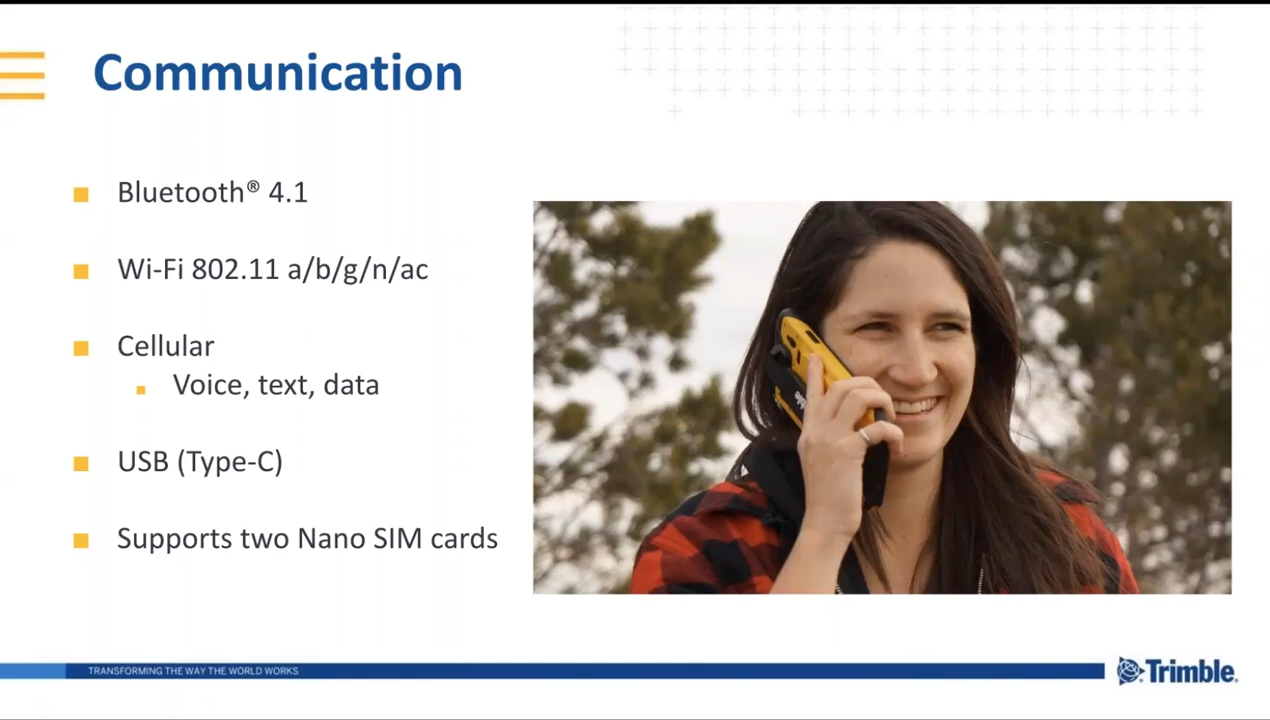 Communication
Bluetooth® 4.1
Wi-Fi 802.11 a/b/g/n/ac
Cellular
Voice, text, data
USB (Type-C)
Supports two Nano SIM cards
TRANSFORMING THE WAY THE WORLD WORKS
Trimble.